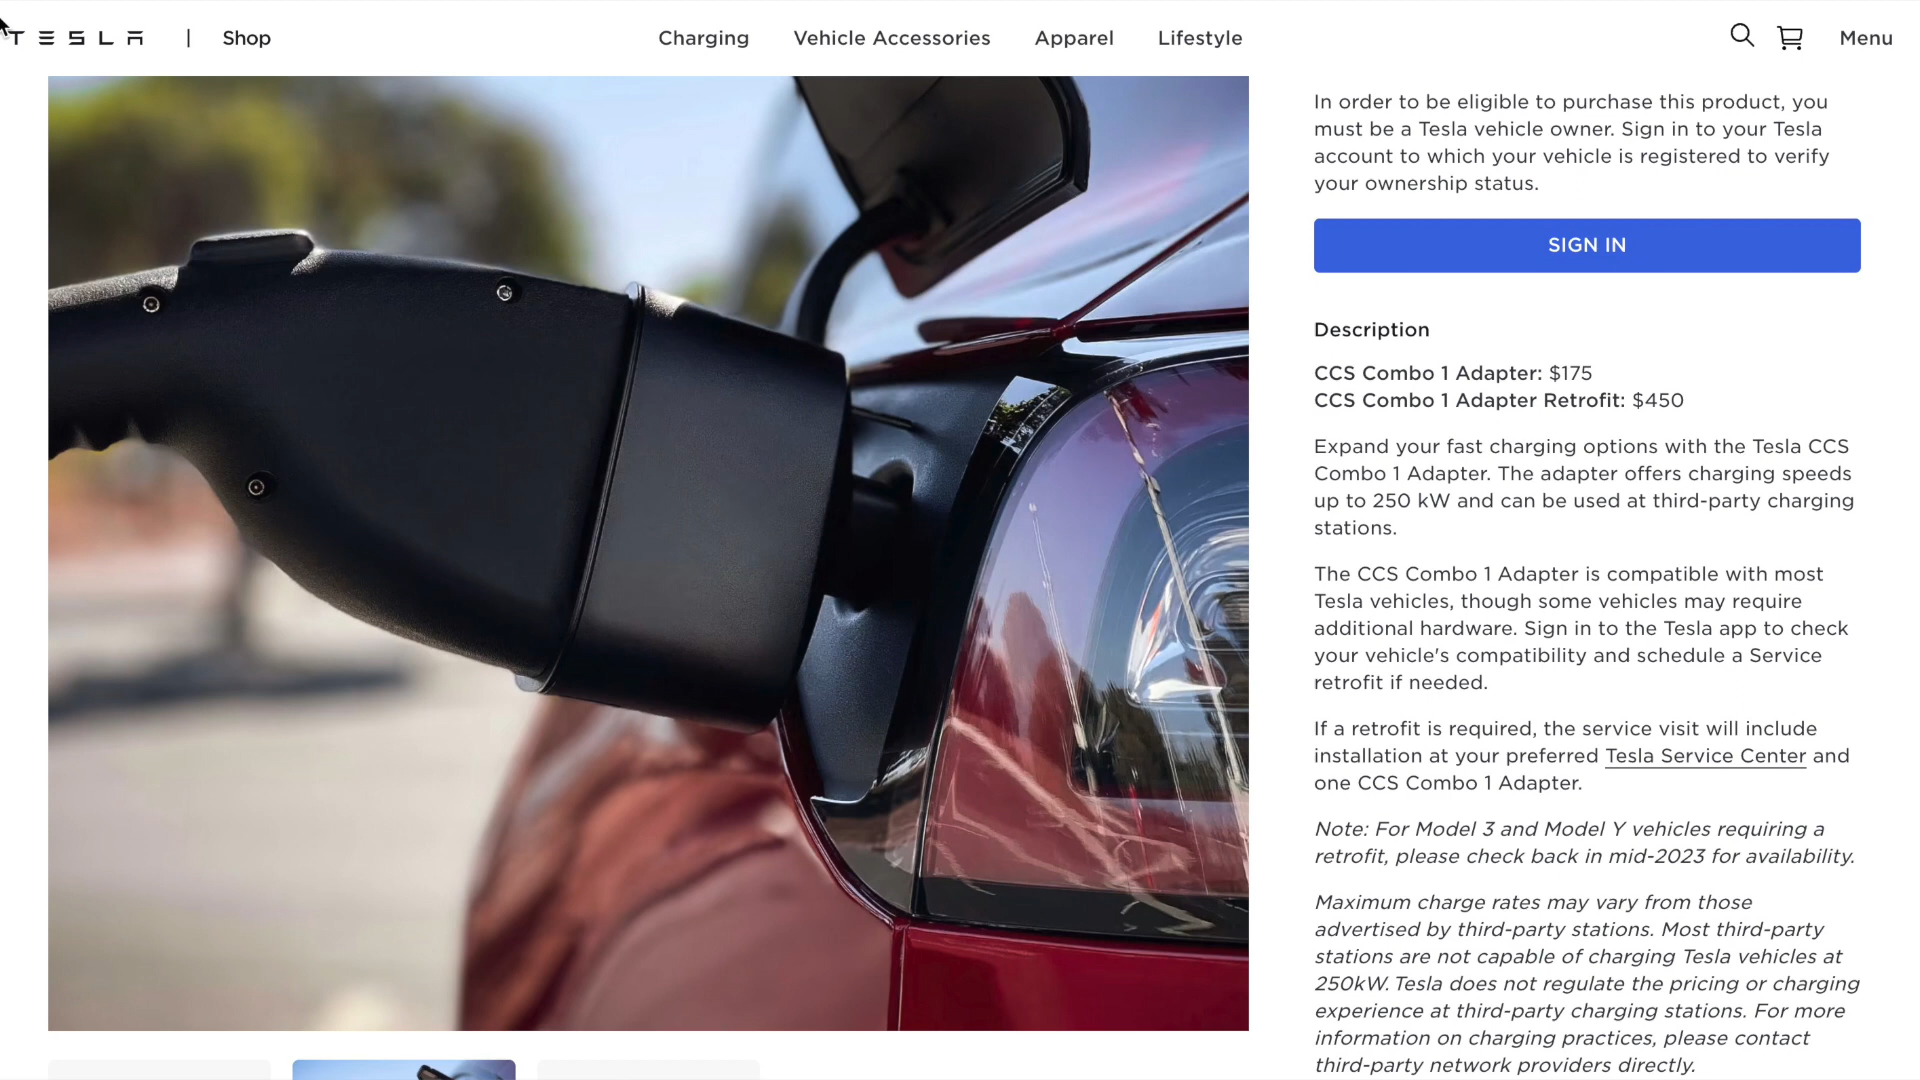 TESLA | Shop
Charging Vehicle Accessories Apparel Lifestyle
Menu
In order to be eligible to purchase this product, you
must be a Tesla vehicle owner. Sign in to your Tesla
account to which your vehicle is registered to verify
your ownership status.
SIGN IN
Description
CCS Combo 1 Adapter: $175
CCS Combo 1 Adapter Retrofit: $450
Expand your fast charging options with the Tesla CCS
Combo 1 Adapter. The adapter offers charging speeds
up to 250 kW and can be used at third-party charging
stations.
The CCS Combo 1 Adapter is compatible with most
Tesla vehicles, though some vehicles may require
additional hardware. Sign in to the Tesla app to check
your vehicle's compatibility and schedule a Service
retrofit if needed.
If a retrofit is required, the service visit will include
installation at your preferred Tesla Service Center and
one CCS Combo 1 Adapter.
Note: For Model 3 and Model Y vehicles requiring a
retrofit, please check back in mid-2023 for availability.
Maximum charge rates may vary from those
advertised by third-party stations. Most third-party
stations are not capable of charging Tesla vehicles at
250kW. Tesla does not regulate the pricing or charging
experience at third-party charging stations. For more
information on charging practices, please contact
third-party network providers directly.